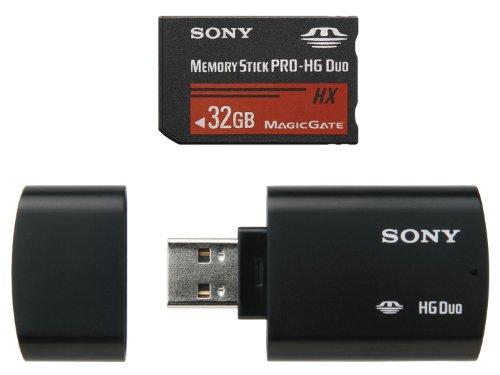 SONY
MEMORY STICK PRO-HG DUO
HX
32GB
MAGICGATE
SONY
HG Duo